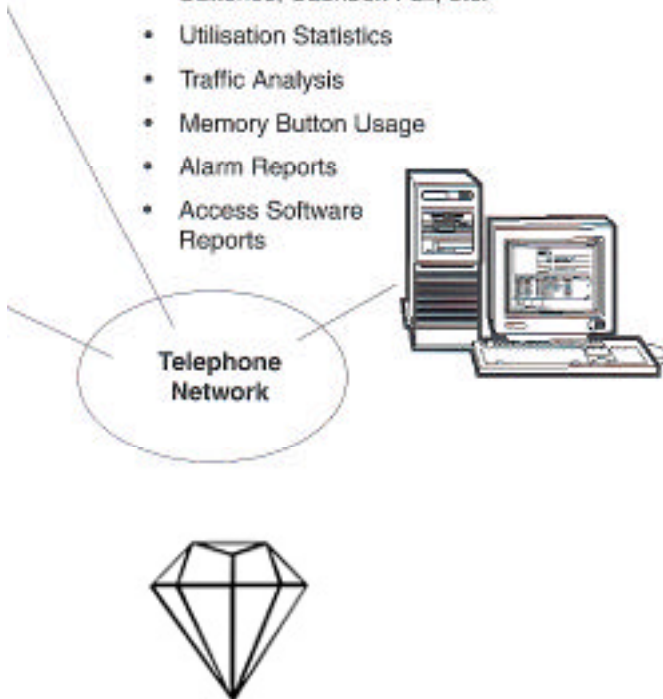 • Utilisation Statistics
• Traffic Analysis
• Memory Button Usage
• Alarm Reports
• Access Software
Reports
Telephone
Network